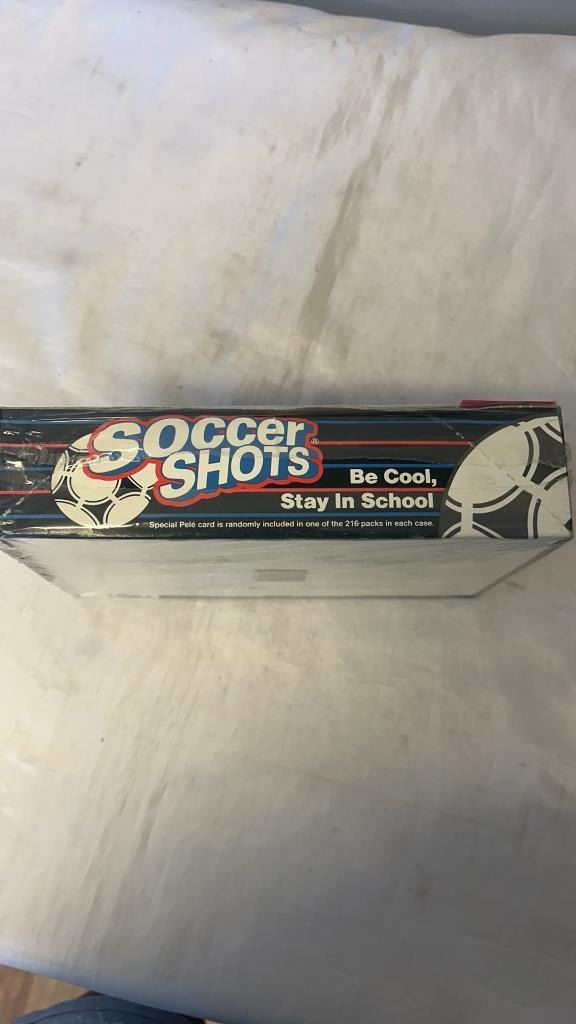 SOCCER
SHOTS®
Be Cool,
Stay In School
Special Pelé card is randomly included in one of the 216 packs in each case.